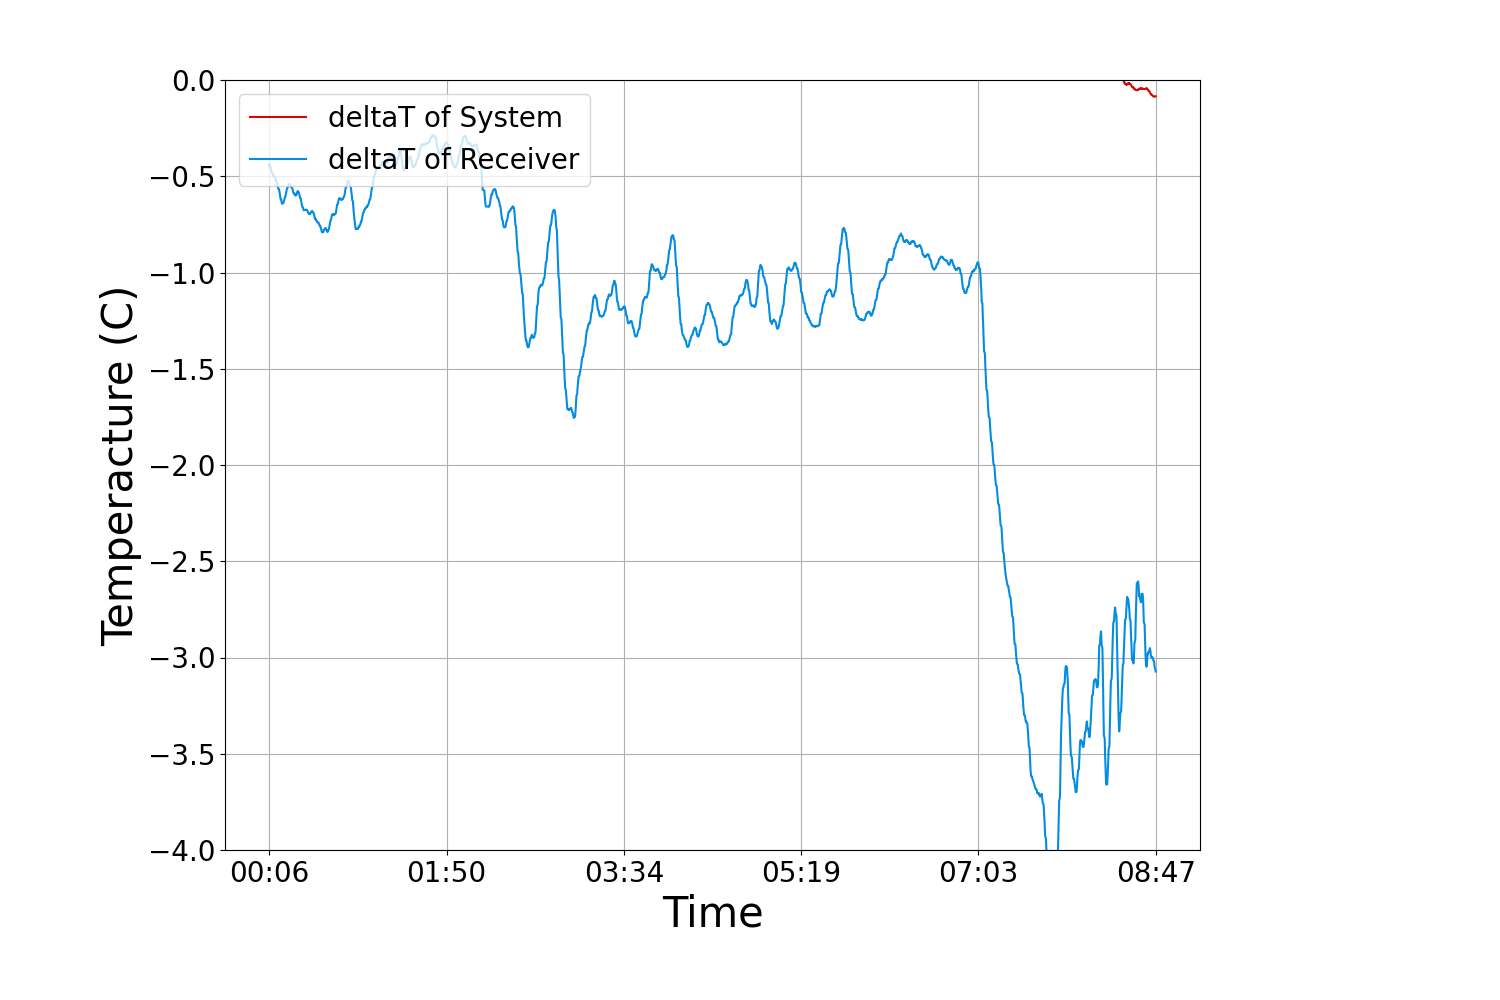 0.0
deltaT of System
deltaT of Receiver
−0.5
−1.0
−1.5
−2.0
−2.5
−3.0
−3.5
−4.0
Temperacture (C)
00:06 01:50 03:34 05:19 07:03 08:47
Time